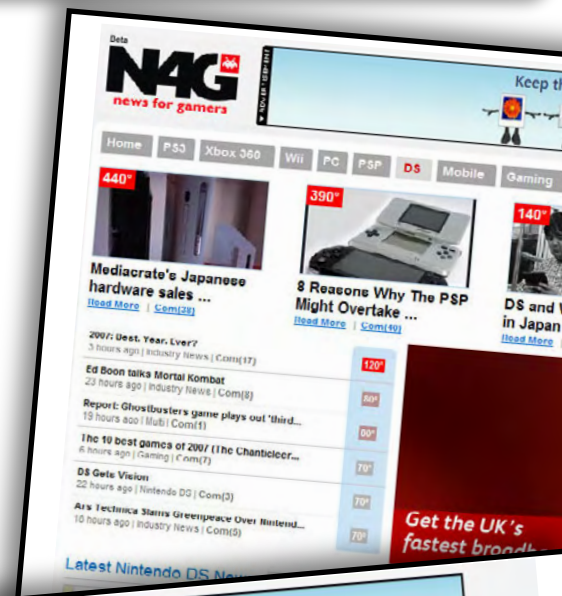 Beta
N4G
news for gamers
ADVERTISEMENT
Keep th
Home PS3 Xbox 360 Wii PC PSP DS Mobile Gaming
440°
390°
140°
Mediacrate's Japanese
hardware sales ...
Read More | Com(38)
8 Reasons Why The PSP
Might Overtake ...
Read More | Com(40)
DS and
in Japan
Read More
2007: Best. Year. Ever?
3 hours ago | Industry News | Com(17)
120°
Ed Boon talks Mortal Kombat
23 hours ago | Industry News | Com(8)
Report: Ghostbusters game plays out 'third...
19 hours ago | Multi | Com(1)
The 10 best games of 2007 (The Chanticleer...
6 hours ago | Gaming | Com(7)
70°
DS Gets Vision
22 hours ago | Nintendo DS | Com(3)
70°
Ars Technica Slams Greenpeace Over Nintend...
16 hours ago | Industry News | Com(5)
70°
Get the UK's
fastest broadb
Latest Nintendo DS